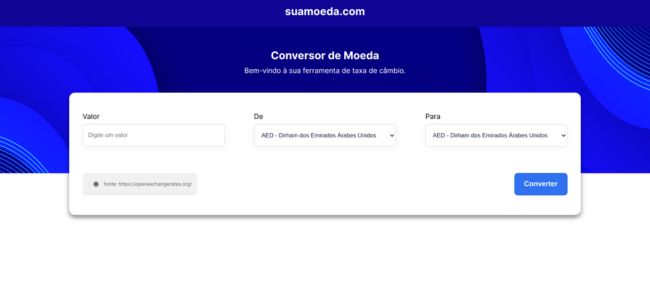 suamoeda.com
Conversor de Moeda
Bem-vindo à sua ferramenta de taxa de câmbio.
Valor De Para
Digite um valor AED - Dirham dos Emirados Árabes Unidos AED - Dirham dos Emirados Árabes Unidos
fonte: https://openexchangerates.org/ Converter